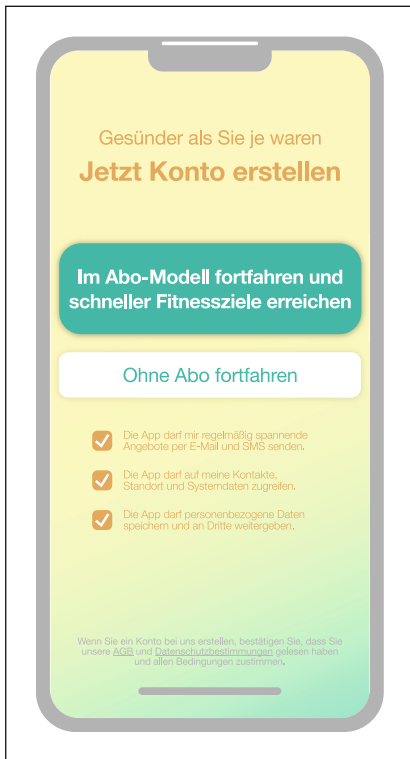 Gesünder als Sie je waren
Jetzt Konto erstellen
Im Abo-Modell fortfahren und
schneller Fitnessziele erreichen
Ohne Abo fortfahren
Die App darf mir regelmäßig spannende
Angebote per E-Mail und SMS senden.
Die App darf auf meine Kontakte,
Standort und Systemdaten zugreifen.
Die App darf personenbezogene Daten
speichern und an Dritte weitergeben.
Wenn Sie ein Konto bei uns erstellen, bestätigen Sie, dass Sie
unsere AGB und Datenschutzbestimmungen gelesen haben
und allen Bedingungen zustimmen.